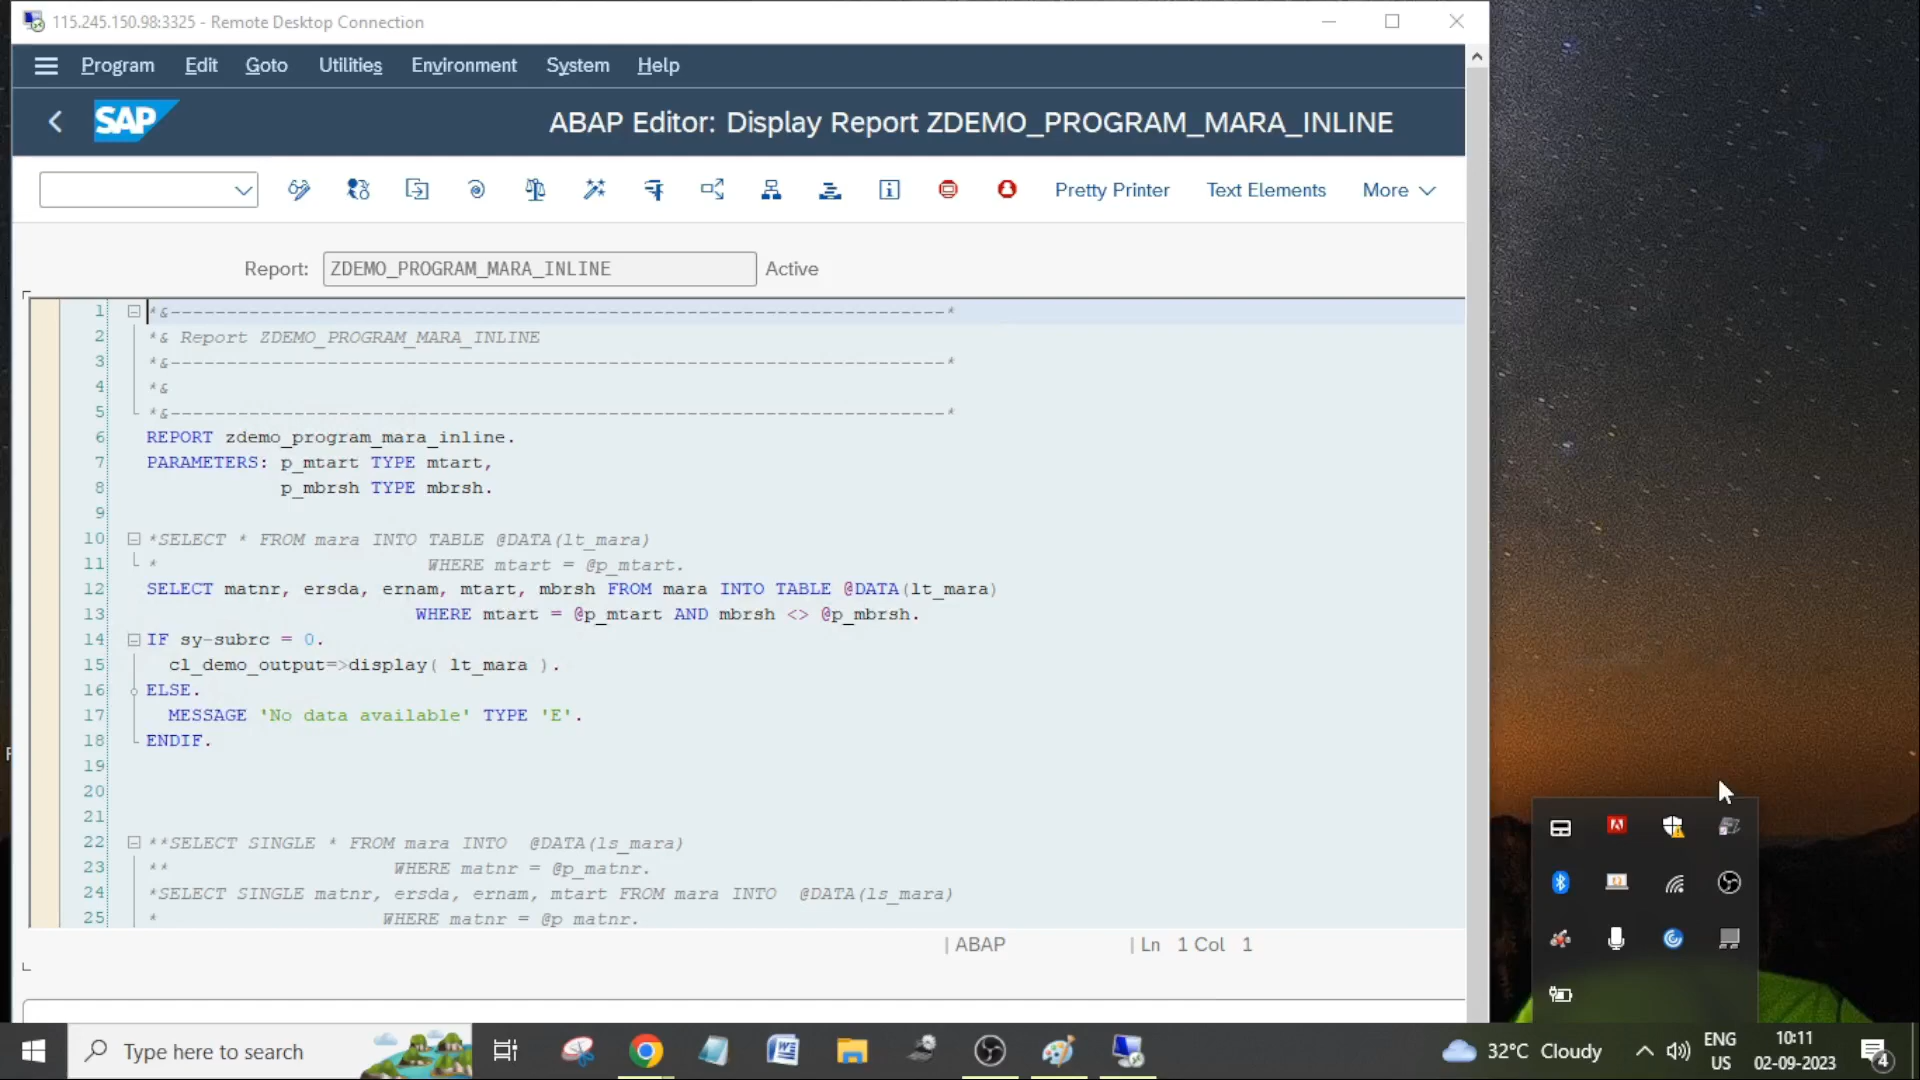 115.245.150.98:3325 - Remote Desktop Connection
Program Edit Goto Utilities Environment System Help
SAP ABAP Editor: Display Report ZDEMO_PROGRAM_MARA_INLINE
Pretty Printer Text Elements More
Report: ZDEMO_PROGRAM_MARA_INLINE Active
1 *&---------------------------------------------------------------------*
2 *& Report ZDEMO_PROGRAM_MARA_INLINE
3 *&---------------------------------------------------------------------*
4 *&
5 *&---------------------------------------------------------------------*
6 REPORT zdemo_program_mara_inline.
7 PARAMETERS: p_mtart TYPE mtart,
8 p_mbrsh TYPE mbrsh.
9
10 *SELECT * FROM mara INTO TABLE @DATA(lt_mara)
11 * WHERE mtart = @p_mtart.
12 SELECT matnr, ersda, ernam, mtart, mbrsh FROM mara INTO TABLE @DATA(lt_mara)
13 WHERE mtart = @p_mtart AND mbrsh <> @p_mbrsh.
14 IF sy-subrc = 0.
15 cl_demo_output=>display( lt_mara ).
16 ELSE.
17 MESSAGE 'No data available' TYPE 'E'.
18 ENDIF.
19
20
21
22 **SELECT SINGLE * FROM mara INTO @DATA(ls_mara)
23 ** WHERE matnr = @p_matnr.
24 *SELECT SINGLE matnr, ersda, ernam, mtart FROM mara INTO @DATA(ls_mara)
25 * WHERE matnr = @p_matnr.
| ABAP | Ln 1 Col 1
Type here to search
32°C Cloudy
ENG
US
10:11
02-09-2023
4